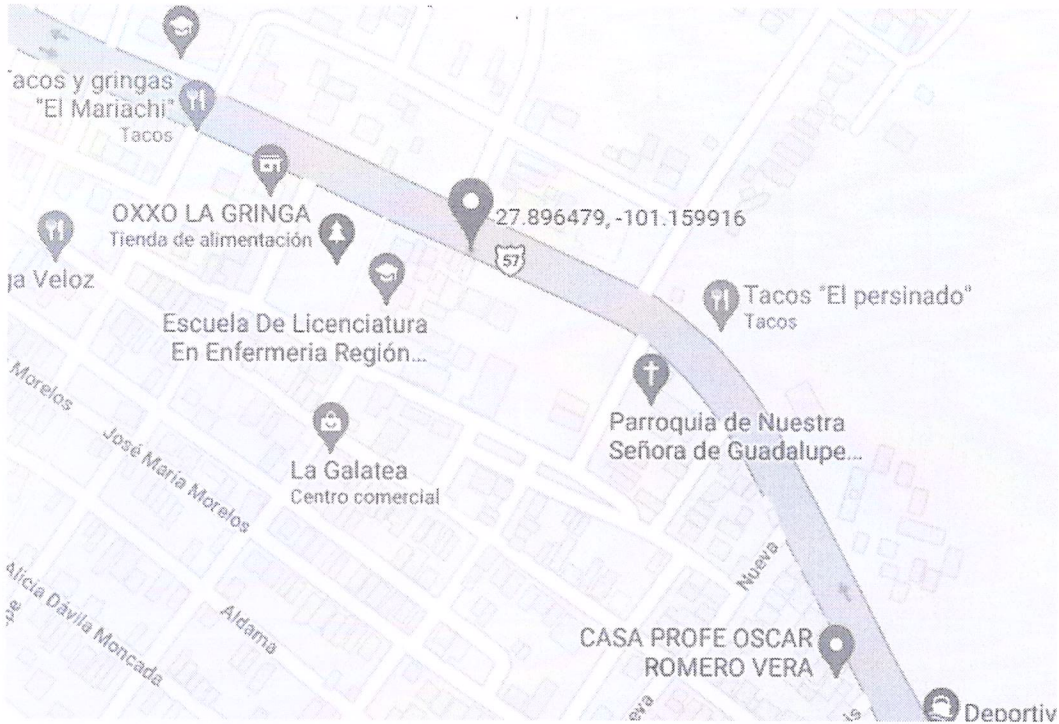 acos y gringas
"El Mariachi"
Tacos
OXXO LA GRINGA
Tienda de alimentación
27.896479, -101.159916
57
ga Veloz
Tacos "El persinado"
Tacos
Escuela De Licenciatura
En Enfermeria Región...
Morelos
Parroquia de Nuestra
Señora de Guadalupe...
José María Morelos
La Galatea
Centro comercial
Nueva
Alicia Dávila Moncada
Aldama
CASA PROFE OSCAR
ROMERO VERA
eva
Deportiv